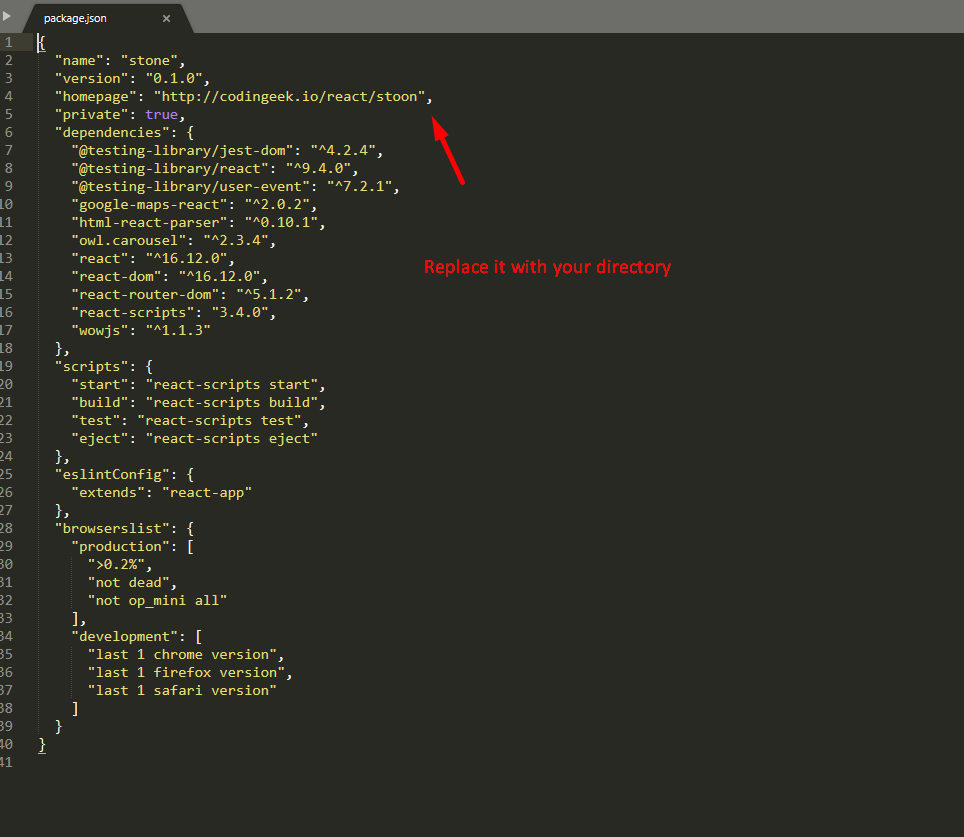 package.json ×
1 {
2 "name": "stone",
3 "version": "0.1.0",
4 "homepage": "http://codingeek.io/react/stoon",
5 "private": true,
6 "dependencies": {
7 "@testing-library/jest-dom": "^4.2.4",
8 "@testing-library/react": "^9.4.0",
9 "@testing-library/user-event": "^7.2.1",
10 "google-maps-react": "^2.0.2",
11 "html-react-parser": "^0.10.1",
12 "owl.carousel": "^2.3.4",
13 "react": "^16.12.0",
Replace it with your directory
14 "react-dom": "^16.12.0",
15 "react-router-dom": "^5.1.2",
16 "react-scripts": "3.4.0",
17 "wowjs": "^1.1.3"
18 },
19 "scripts": {
20 "start": "react-scripts start",
21 "build": "react-scripts build",
22 "test": "react-scripts test",
23 "eject": "react-scripts eject"
24 },
25 "eslintConfig": {
26 "extends": "react-app"
27 },
28 "browserslist": {
29 "production": [
30 ">0.2%",
31 "not dead",
32 "not op_mini all"
33 ],
34 "development": [
35 "last 1 chrome version",
36 "last 1 firefox version",
37 "last 1 safari version"
38 ]
39 }
40 }
41